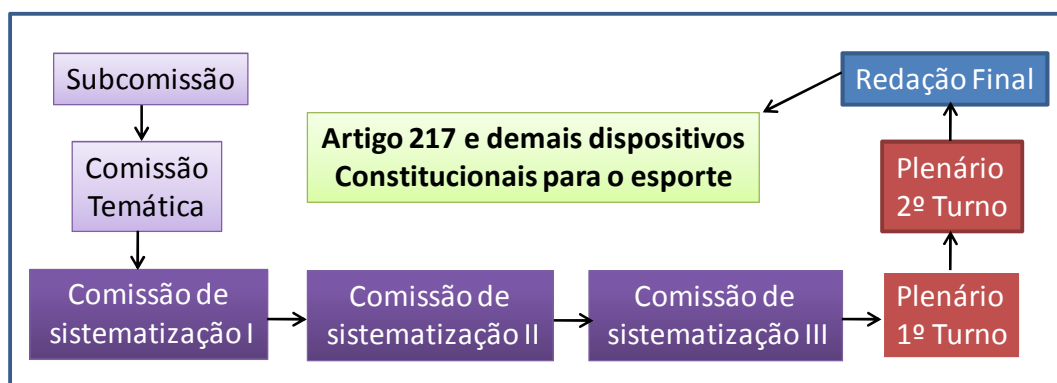 Subcomissão
Comissão
Temática
Comissão de
sistematização I
Comissão de
sistematização II
Comissão de
sistematização III
Plenário
1º Turno
Plenário
2º Turno
Redação Final
Artigo 217 e demais dispositivos
Constitucionais para o esporte